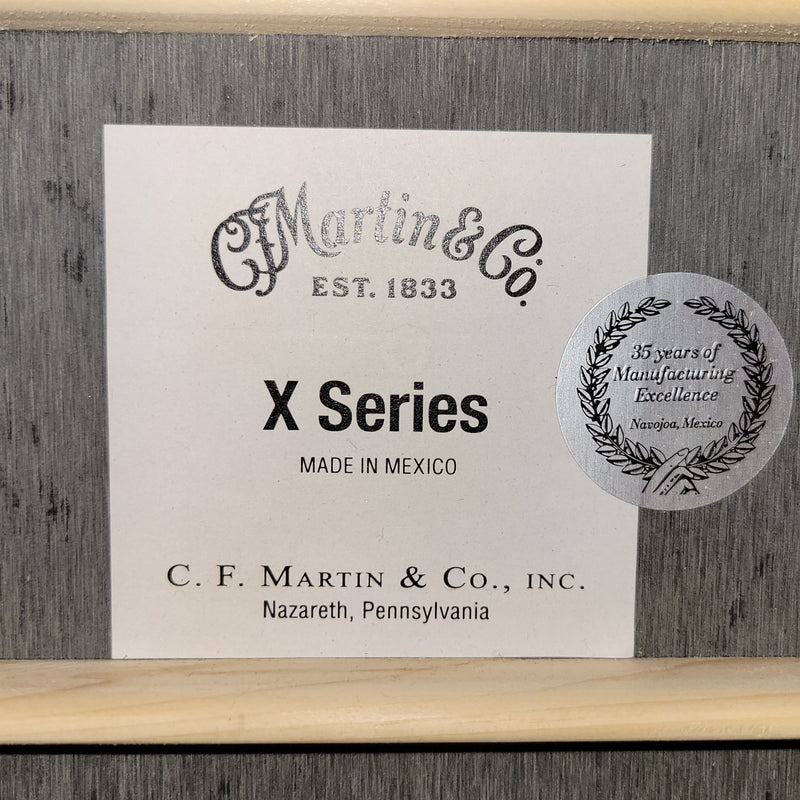 CFMartin & Co.
EST. 1833
X Series
MADE IN MEXICO
C. F. MARTIN & CO., INC.
Nazareth, Pennsylvania
35 years of
Manufacturing
Excellence
Navojoa, Mexico